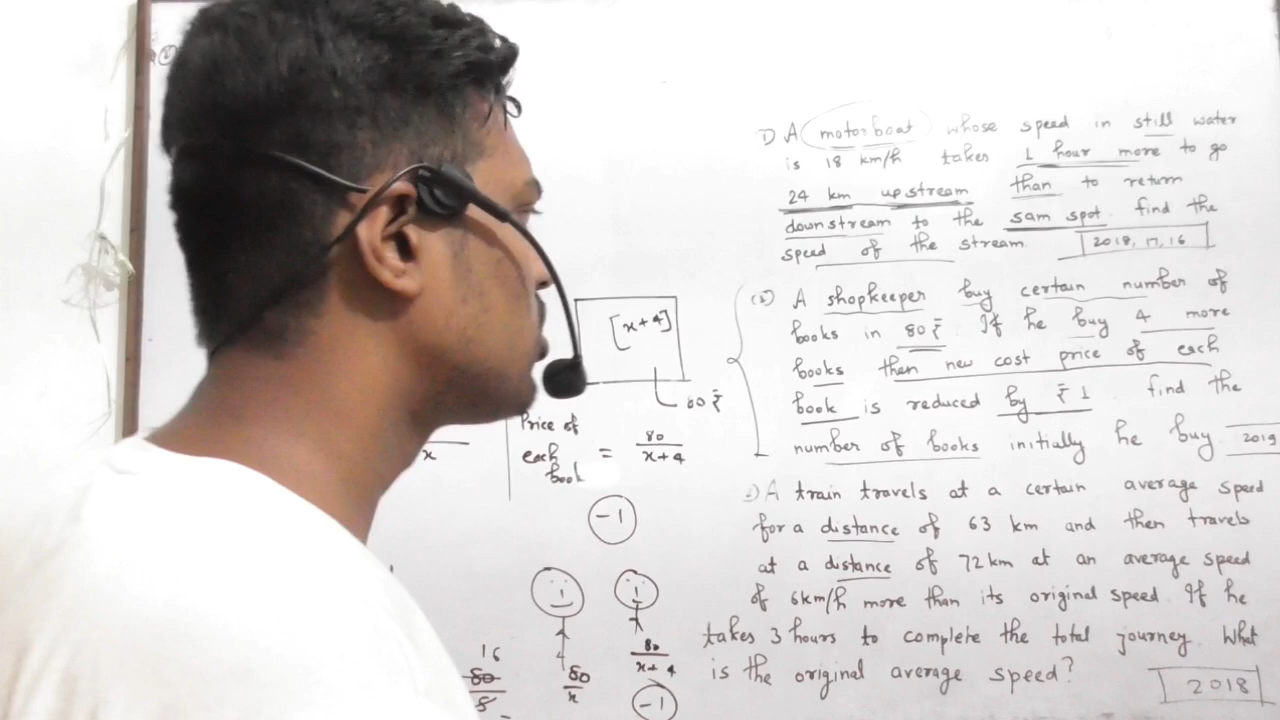 1) A motorboat whose speed in still water
is 18 km/h takes 1 hour more to go
24 km upstream than to return
downstream to the sam spot. find the
speed of the stream. 2018, 17, 16
(2) A shopkeeper buy certain number of
books in 80 ₹. If he buy 4 more
books then new cost price of each
book is reduced by ₹ 1. find the
number of books initially he buy 2019
A train travels at a certain average speed
for a distance of 63 km and then travels
at a distance of 72 km at an average speed
of 6km/h more than its original speed. If he
takes 3 hours to complete the total journey. What
is the original average speed?
2018
[x+4]
80 ₹
x
Price of
each
book
= 80
x+4
-1
16
80
5
80
x
80
x+4
-1